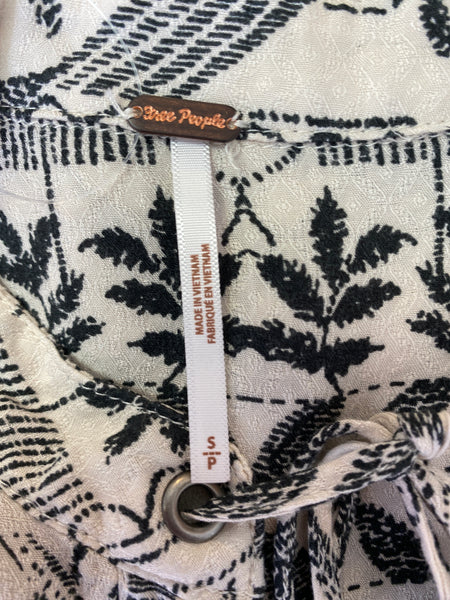 Free People
MADE IN VIETNAM
FABRIQUÉ EN VIETNAM
S
P